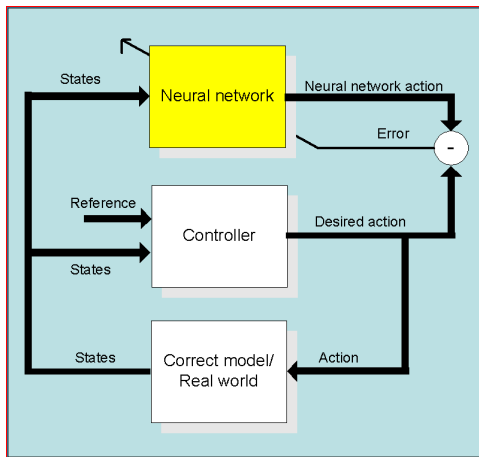 States
Neural network
Neural network action
Error
-
Reference
Controller
Desired action
States
States
Correct model/
Real world
Action